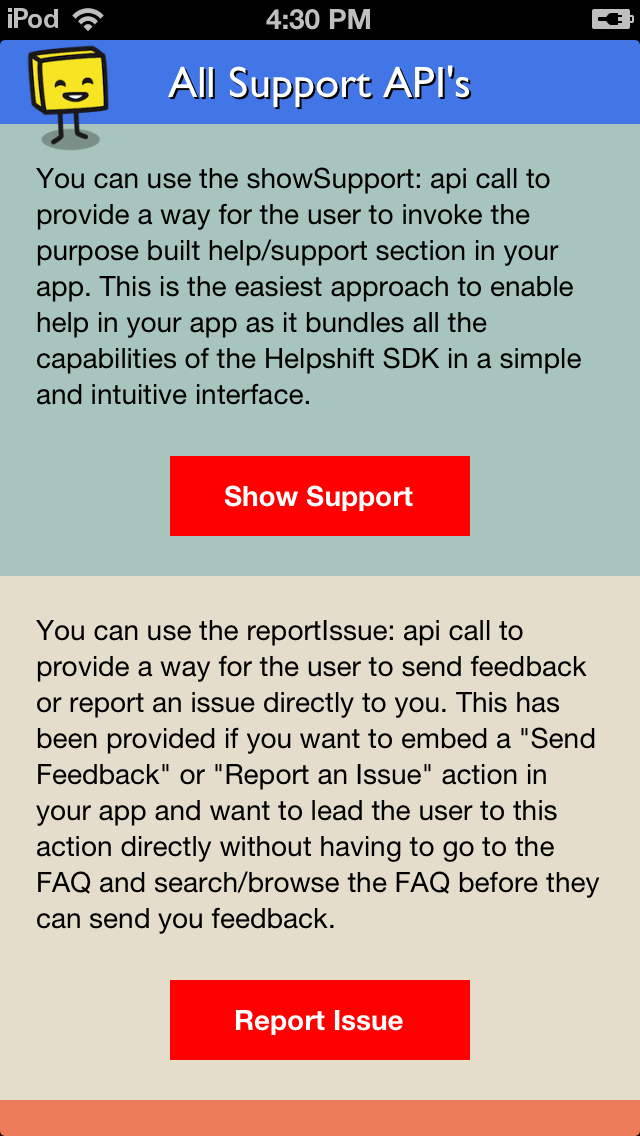 iPod
4:30 PM
All Support API's
You can use the showSupport: api call to
provide a way for the user to invoke the
purpose built help/support section in your
app. This is the easiest approach to enable
help in your app as it bundles all the
capabilities of the Helpshift SDK in a simple
and intuitive interface.
Show Support
You can use the reportIssue: api call to
provide a way for the user to send feedback
or report an issue directly to you. This has
been provided if you want to embed a "Send
Feedback" or "Report an Issue" action in
your app and want to lead the user to this
action directly without having to go to the
FAQ and search/browse the FAQ before they
can send you feedback.
Report Issue